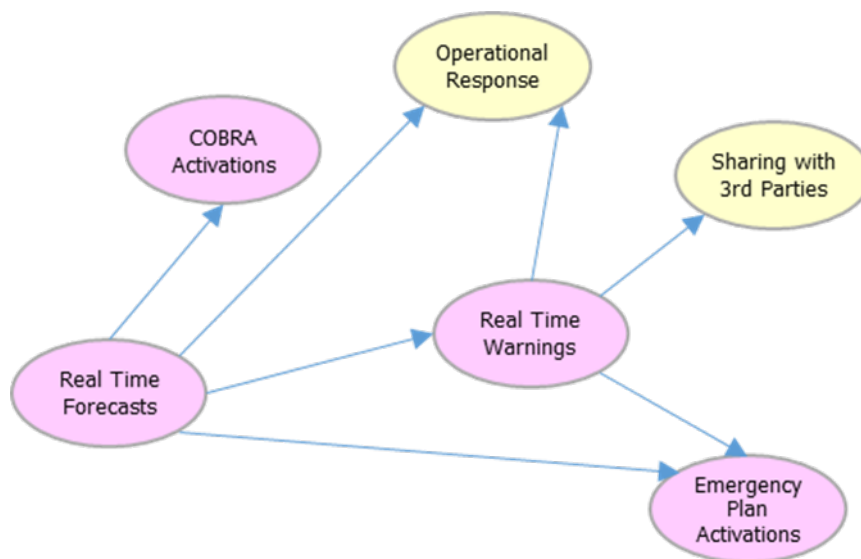 Operational
Response
COBRA
Activations
Sharing with
3rd Parties
Real Time
Warnings
Real Time
Forecasts
Emergency
Plan
Activations